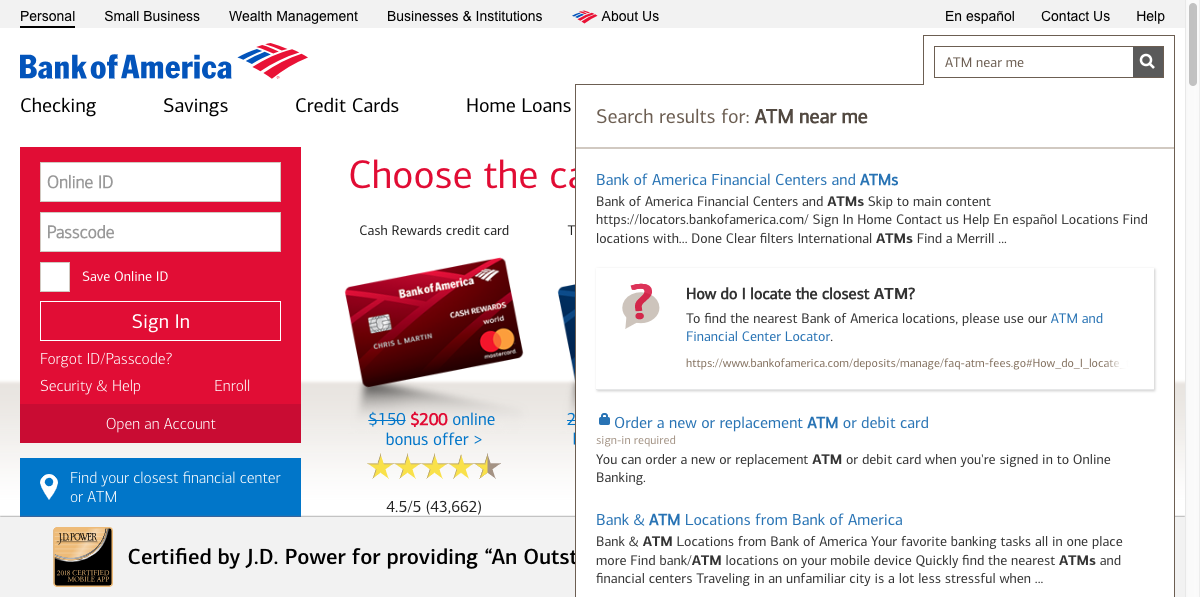 Personal
Small Business
Wealth Management
Businesses & Institutions
About Us
En español
Contact Us
Help
Bank of America
ATM near me
Checking
Savings
Credit Cards
Home Loans
Online ID
Passcode
Save Online ID
Sign In
Forgot ID/Passcode?
Security & Help
Enroll
Open an Account
Find your closest financial center
or ATM
Choose the ca
Cash Rewards credit card
T
Bank of America
CASH REWARDS
world
CHRIS L MARTIN
mastercard
$150 $200 online
bonus offer >
4.5/5 (43,662)
2
b
J.D. POWER
2018 CERTIFIED
MOBILE APP
Certified by J.D. Power for providing “An Outst
Search results for: ATM near me
Bank of America Financial Centers and ATMs
Bank of America Financial Centers and ATMs Skip to main content
https://locators.bankofamerica.com/ Sign In Home Contact us Help En español Locations Find
locations with... Done Clear filters International ATMs Find a Merrill ...
How do I locate the closest ATM?
To find the nearest Bank of America locations, please use our ATM and
Financial Center Locator.
https://www.bankofamerica.com/deposits/manage/faq-atm-fees.go#How_do_I_locate_
Order a new or replacement ATM or debit card
sign-in required
You can order a new or replacement ATM or debit card when you're signed in to Online
Banking.
Bank & ATM Locations from Bank of America
Bank & ATM Locations from Bank of America Your favorite banking tasks all in one place
more Find bank/ATM locations on your mobile device Quickly find the nearest ATMs and
financial centers Traveling in an unfamiliar city is a lot less stressful when ...